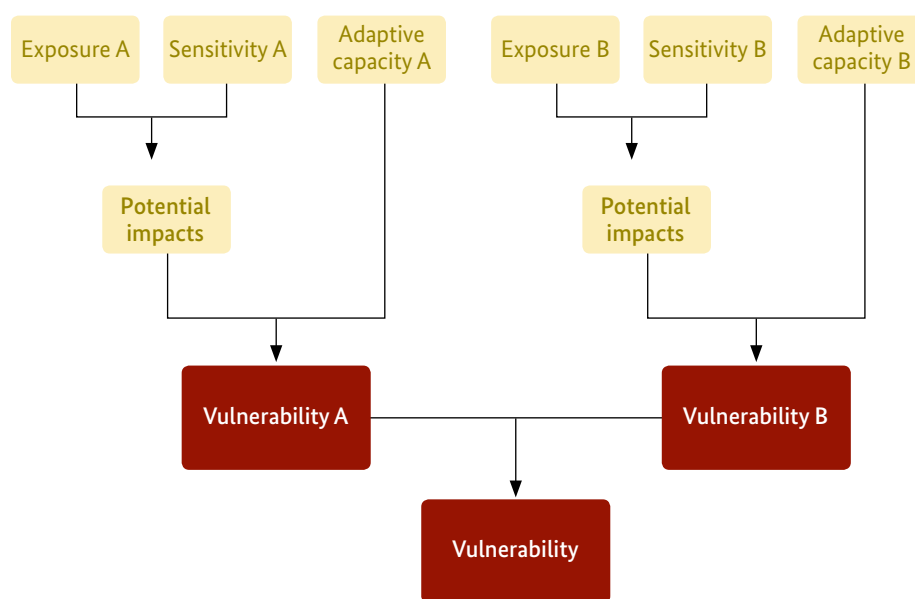 Exposure A
Sensitivity A
Adaptive
capacity A
Exposure B
Sensitivity B
Adaptive
capacity B
Potential
impacts
Potential
impacts
Vulnerability A
Vulnerability B
Vulnerability